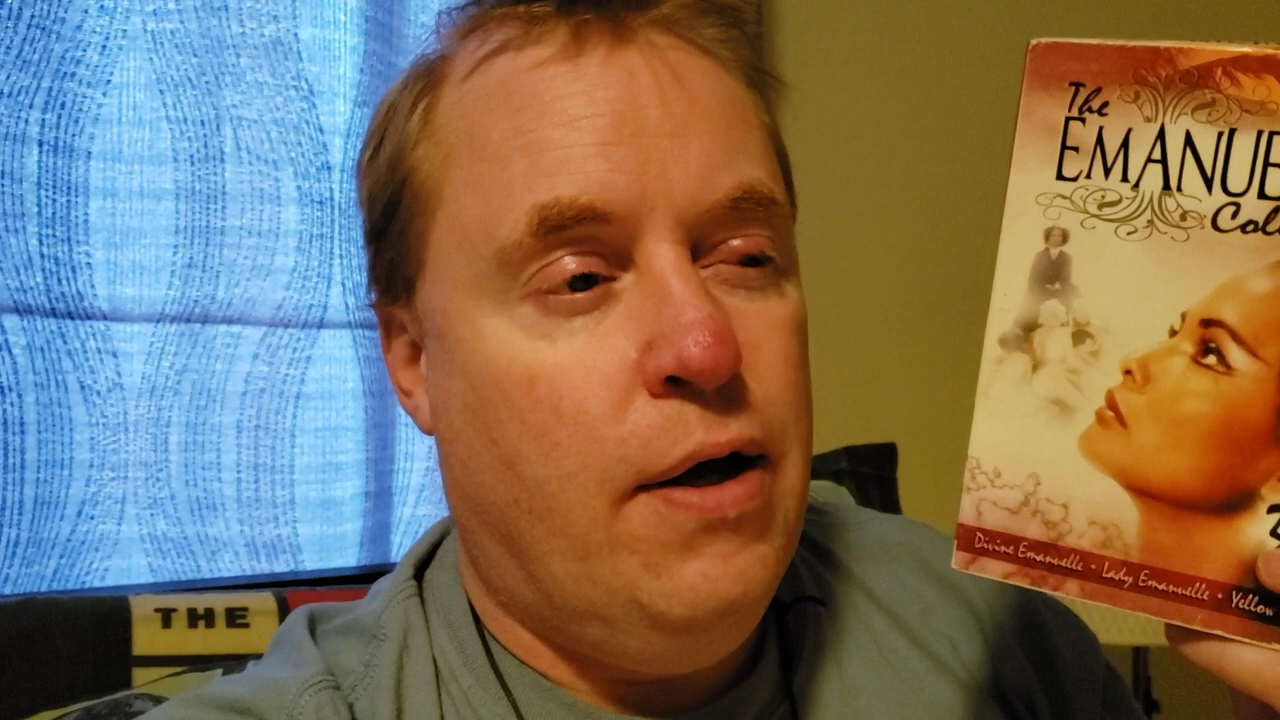 The
EMANUE
Col
Divine Emanuelle • Lady Emanuelle • Yellow
THE